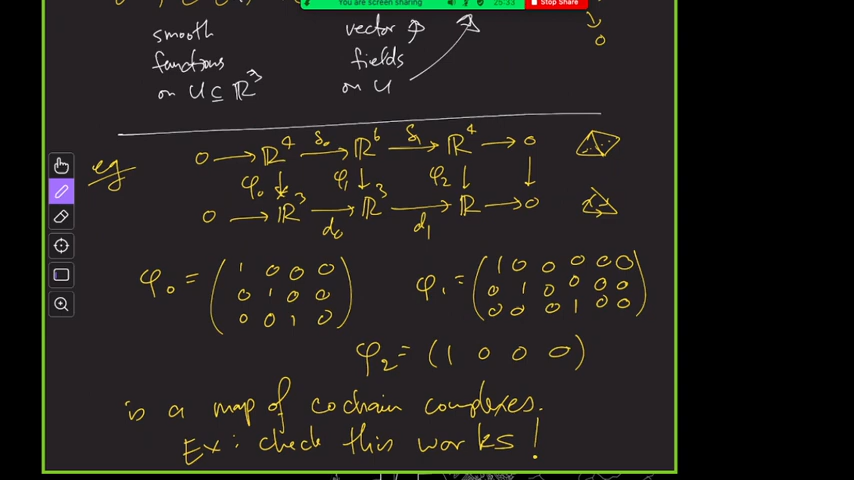 You are screen sharing 25:33 Stop Share
smooth functions on U ⊆ ℝ³
vector fields on U
0
eg
0 → ℝ⁴ →δ₀ ℝ⁶ →δ₁ ℝ⁴ → 0
φ₀ ↓ φ₁ ↓ φ₂ ↓ ↓
0 → ℝ³ →d₀ ℝ³ →d₁ ℝ → 0
φ₀ = (1 0 0 0
0 1 0 0
0 0 1 0)
φ₁ = (1 0 0 0 0 0
0 1 0 0 0 0
0 0 0 1 0 0)
φ₂ = (1 0 0 0)
is a map of cochain complexes.
Ex: check this works!